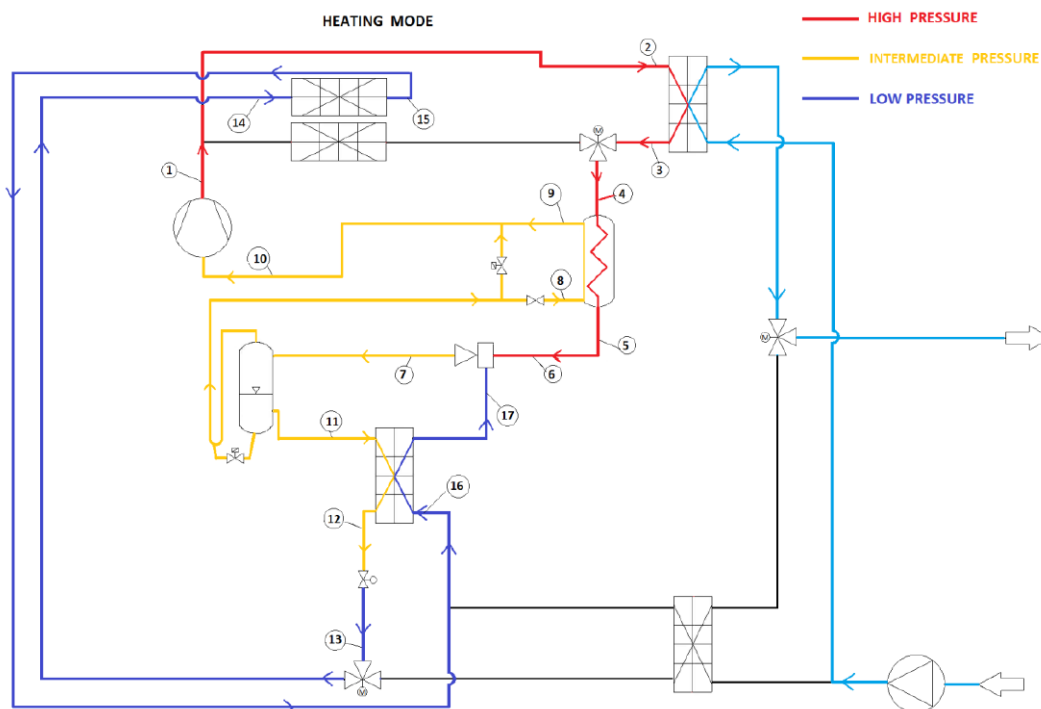 HEATING MODE
HIGH PRESSURE
INTERMEDIATE PRESSURE
LOW PRESSURE
2
14
15
M
3
1
4
9
10
8
5
M
7
6
17
11
16
12
13
M